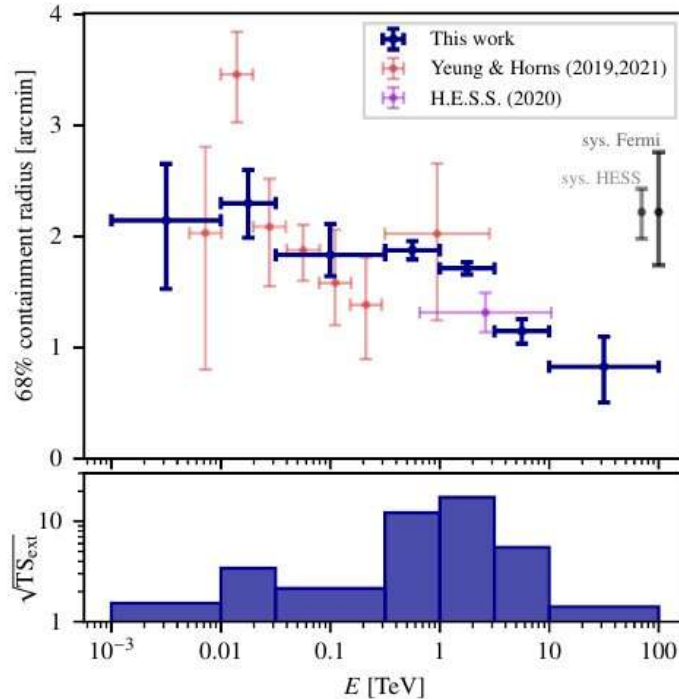 4
This work
Yeung & Horns (2019,2021)
H.E.S.S. (2020)
3
sys. Fermi
sys. HESS
2
1
0
68% containment radius [arcmin]
10
1
√TS_ext
10⁻³ 0.01 0.1 1 10 100
E [TeV]